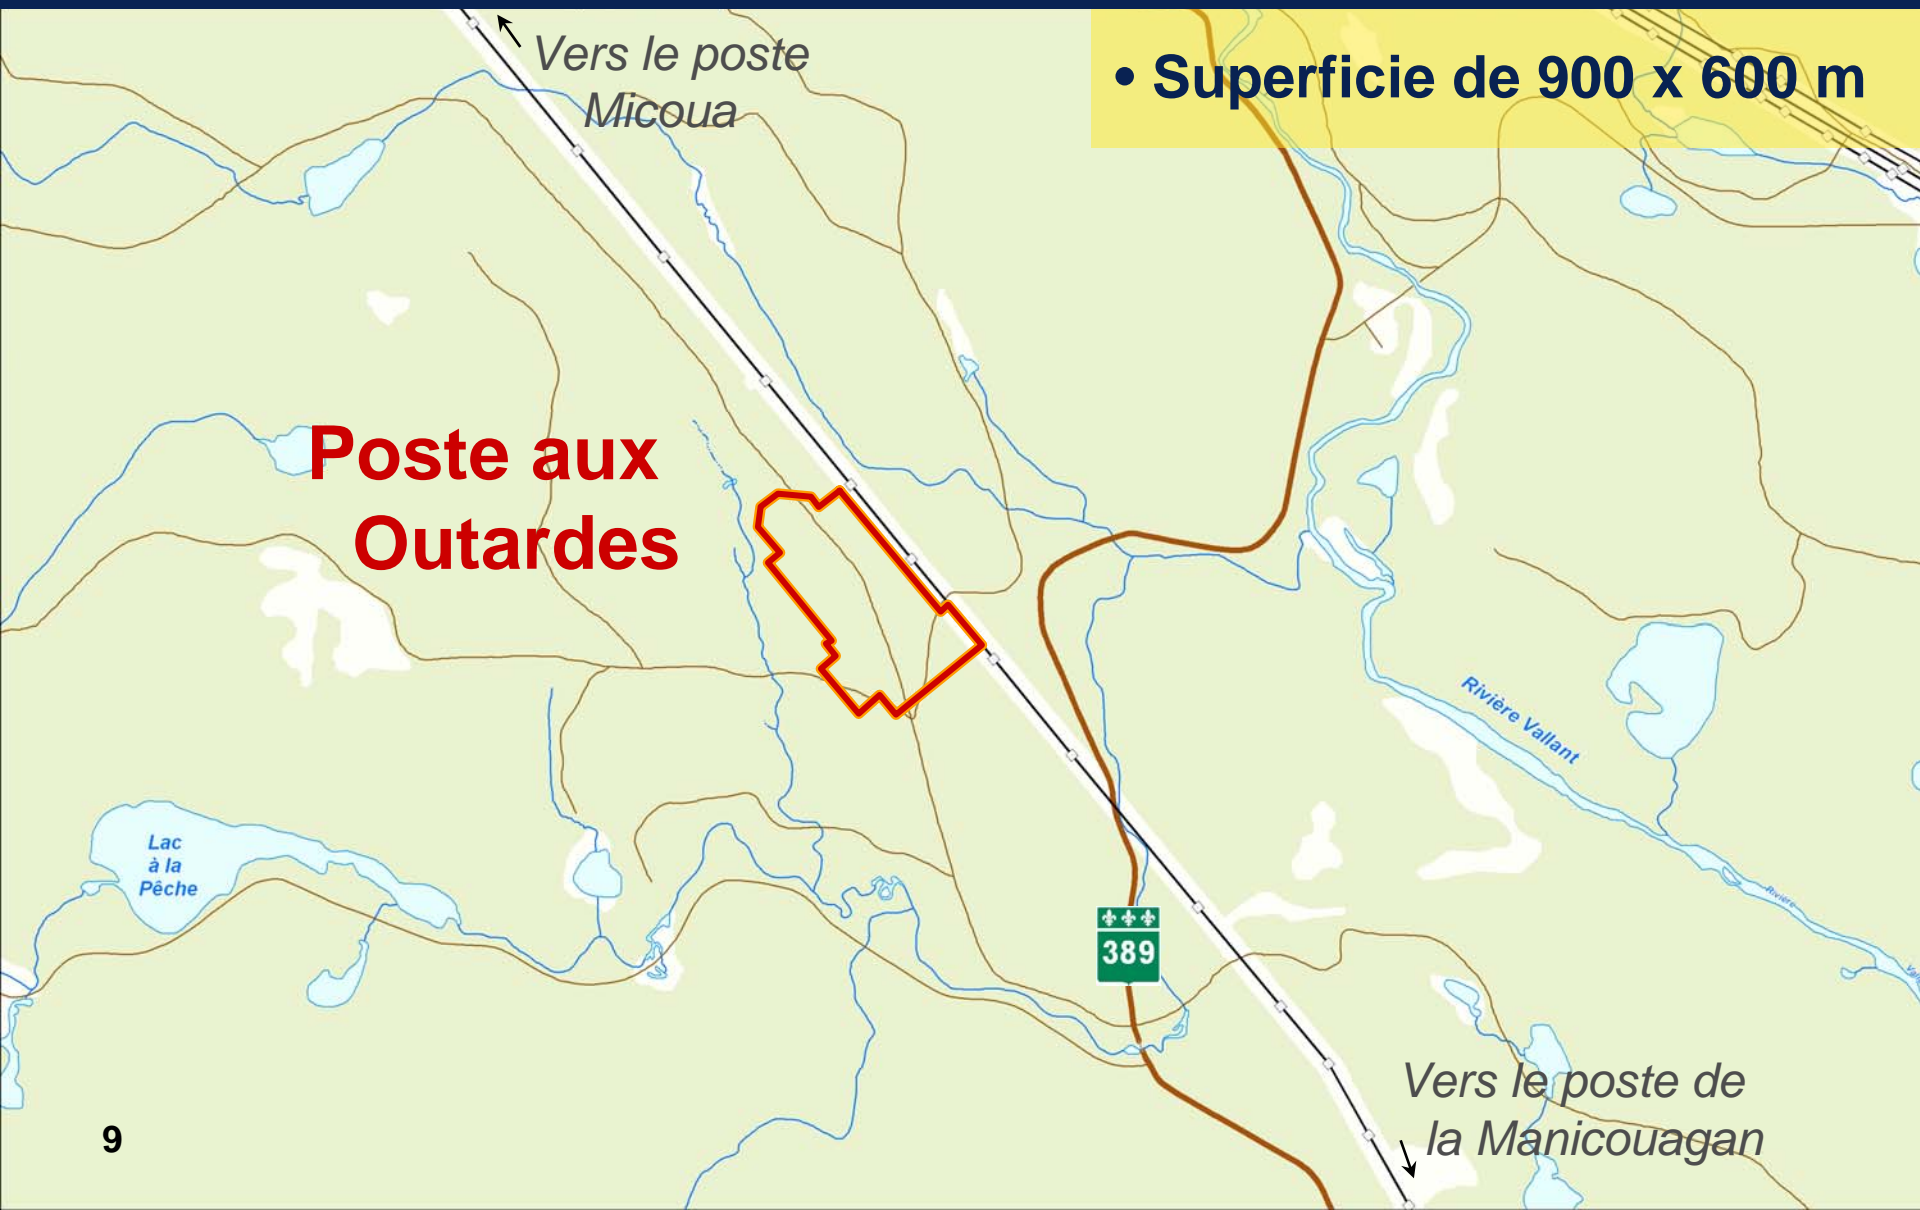 Vers le poste
Micoua
• Superficie de 900 x 600 m
Poste aux
Outardes
Rivière Vallant
Lac
à la
Pêche
Rivière
389
Vers le poste de
la Manicouagan
9